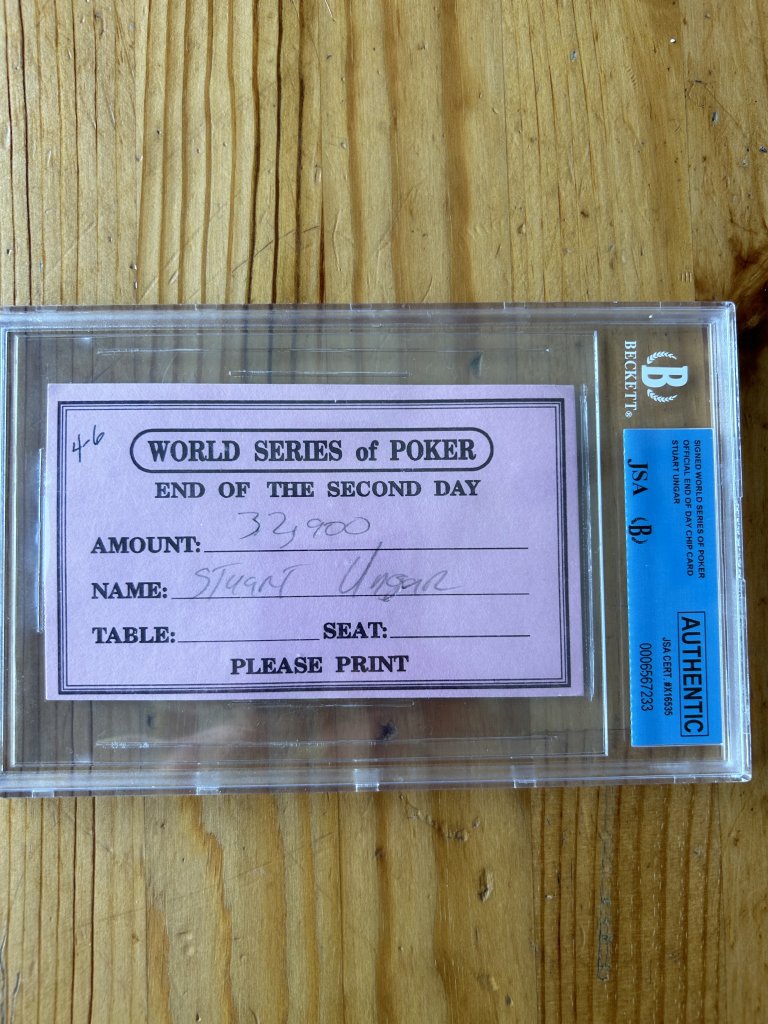 4-6
WORLD SERIES of POKER
END OF THE SECOND DAY
AMOUNT: 32,900
NAME: STuarT Ungar
TABLE: SEAT:
PLEASE PRINT
B
BECKETT®
SIGNED WORLD SERIES OF POKER
OFFICIAL END OF DAY CHIP CARD
STUART UNGAR
JSA (B)
AUTHENTIC
JSA CERT. #X16535
0006567233